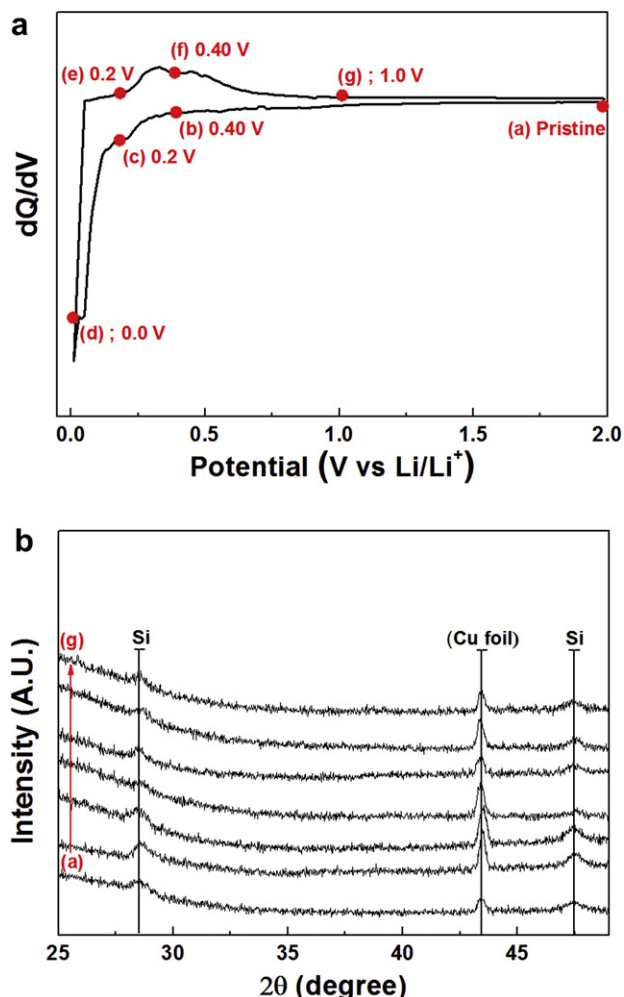 a
(f) 0.40 V
(e) 0.2 V
(g) ; 1.0 V
(b) 0.40 V
(a) Pristine
(c) 0.2 V
(d) ; 0.0 V
dQ/dV
0.0 0.5 1.0 1.5 2.0
Potential (V vs Li/Li⁺)
b
(g) Si (Cu foil) Si
(a)
Intensity (A.U.)
25 30 35 40 45
2θ (degree)